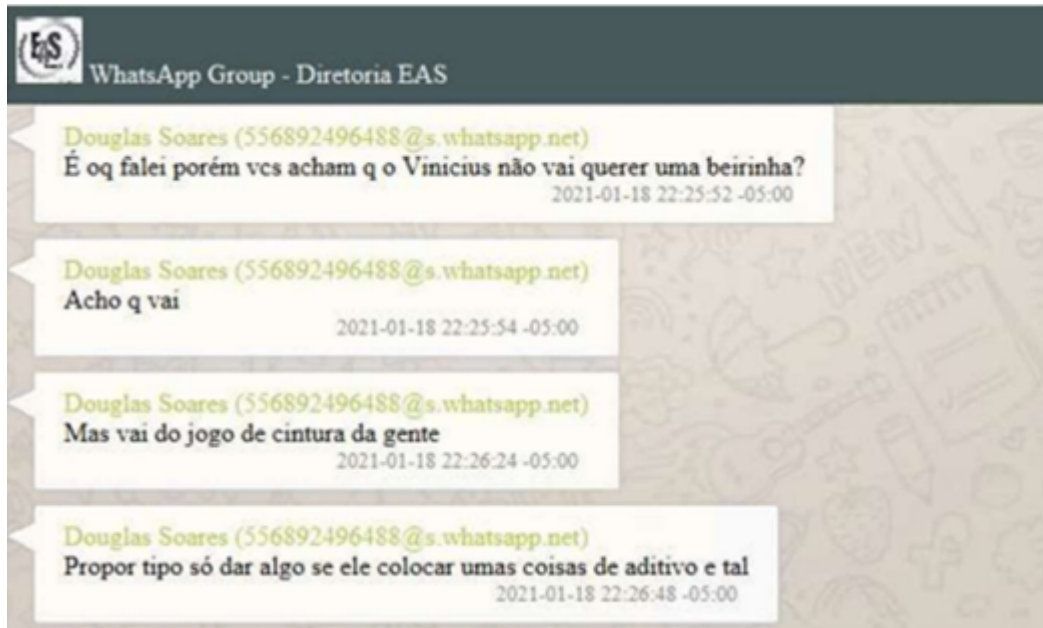 EAS
WhatsApp Group - Diretoria EAS
Douglas Soares (556892496488@s.whatsapp.net)
É oq falei porém vcs acham q o Vinicius não vai querer uma beirinha?
2021-01-18 22:25:52 -05:00
Douglas Soares (556892496488@s.whatsapp.net)
Acho q vai
2021-01-18 22:25:54 -05:00
Douglas Soares (556892496488@s.whatsapp.net)
Mas vai do jogo de cintura da gente
2021-01-18 22:26:24 -05:00
Douglas Soares (556892496488@s.whatsapp.net)
Propor tipo só dar algo se ele colocar umas coisas de aditivo e tal
2021-01-18 22:26:48 -05:00
NEW